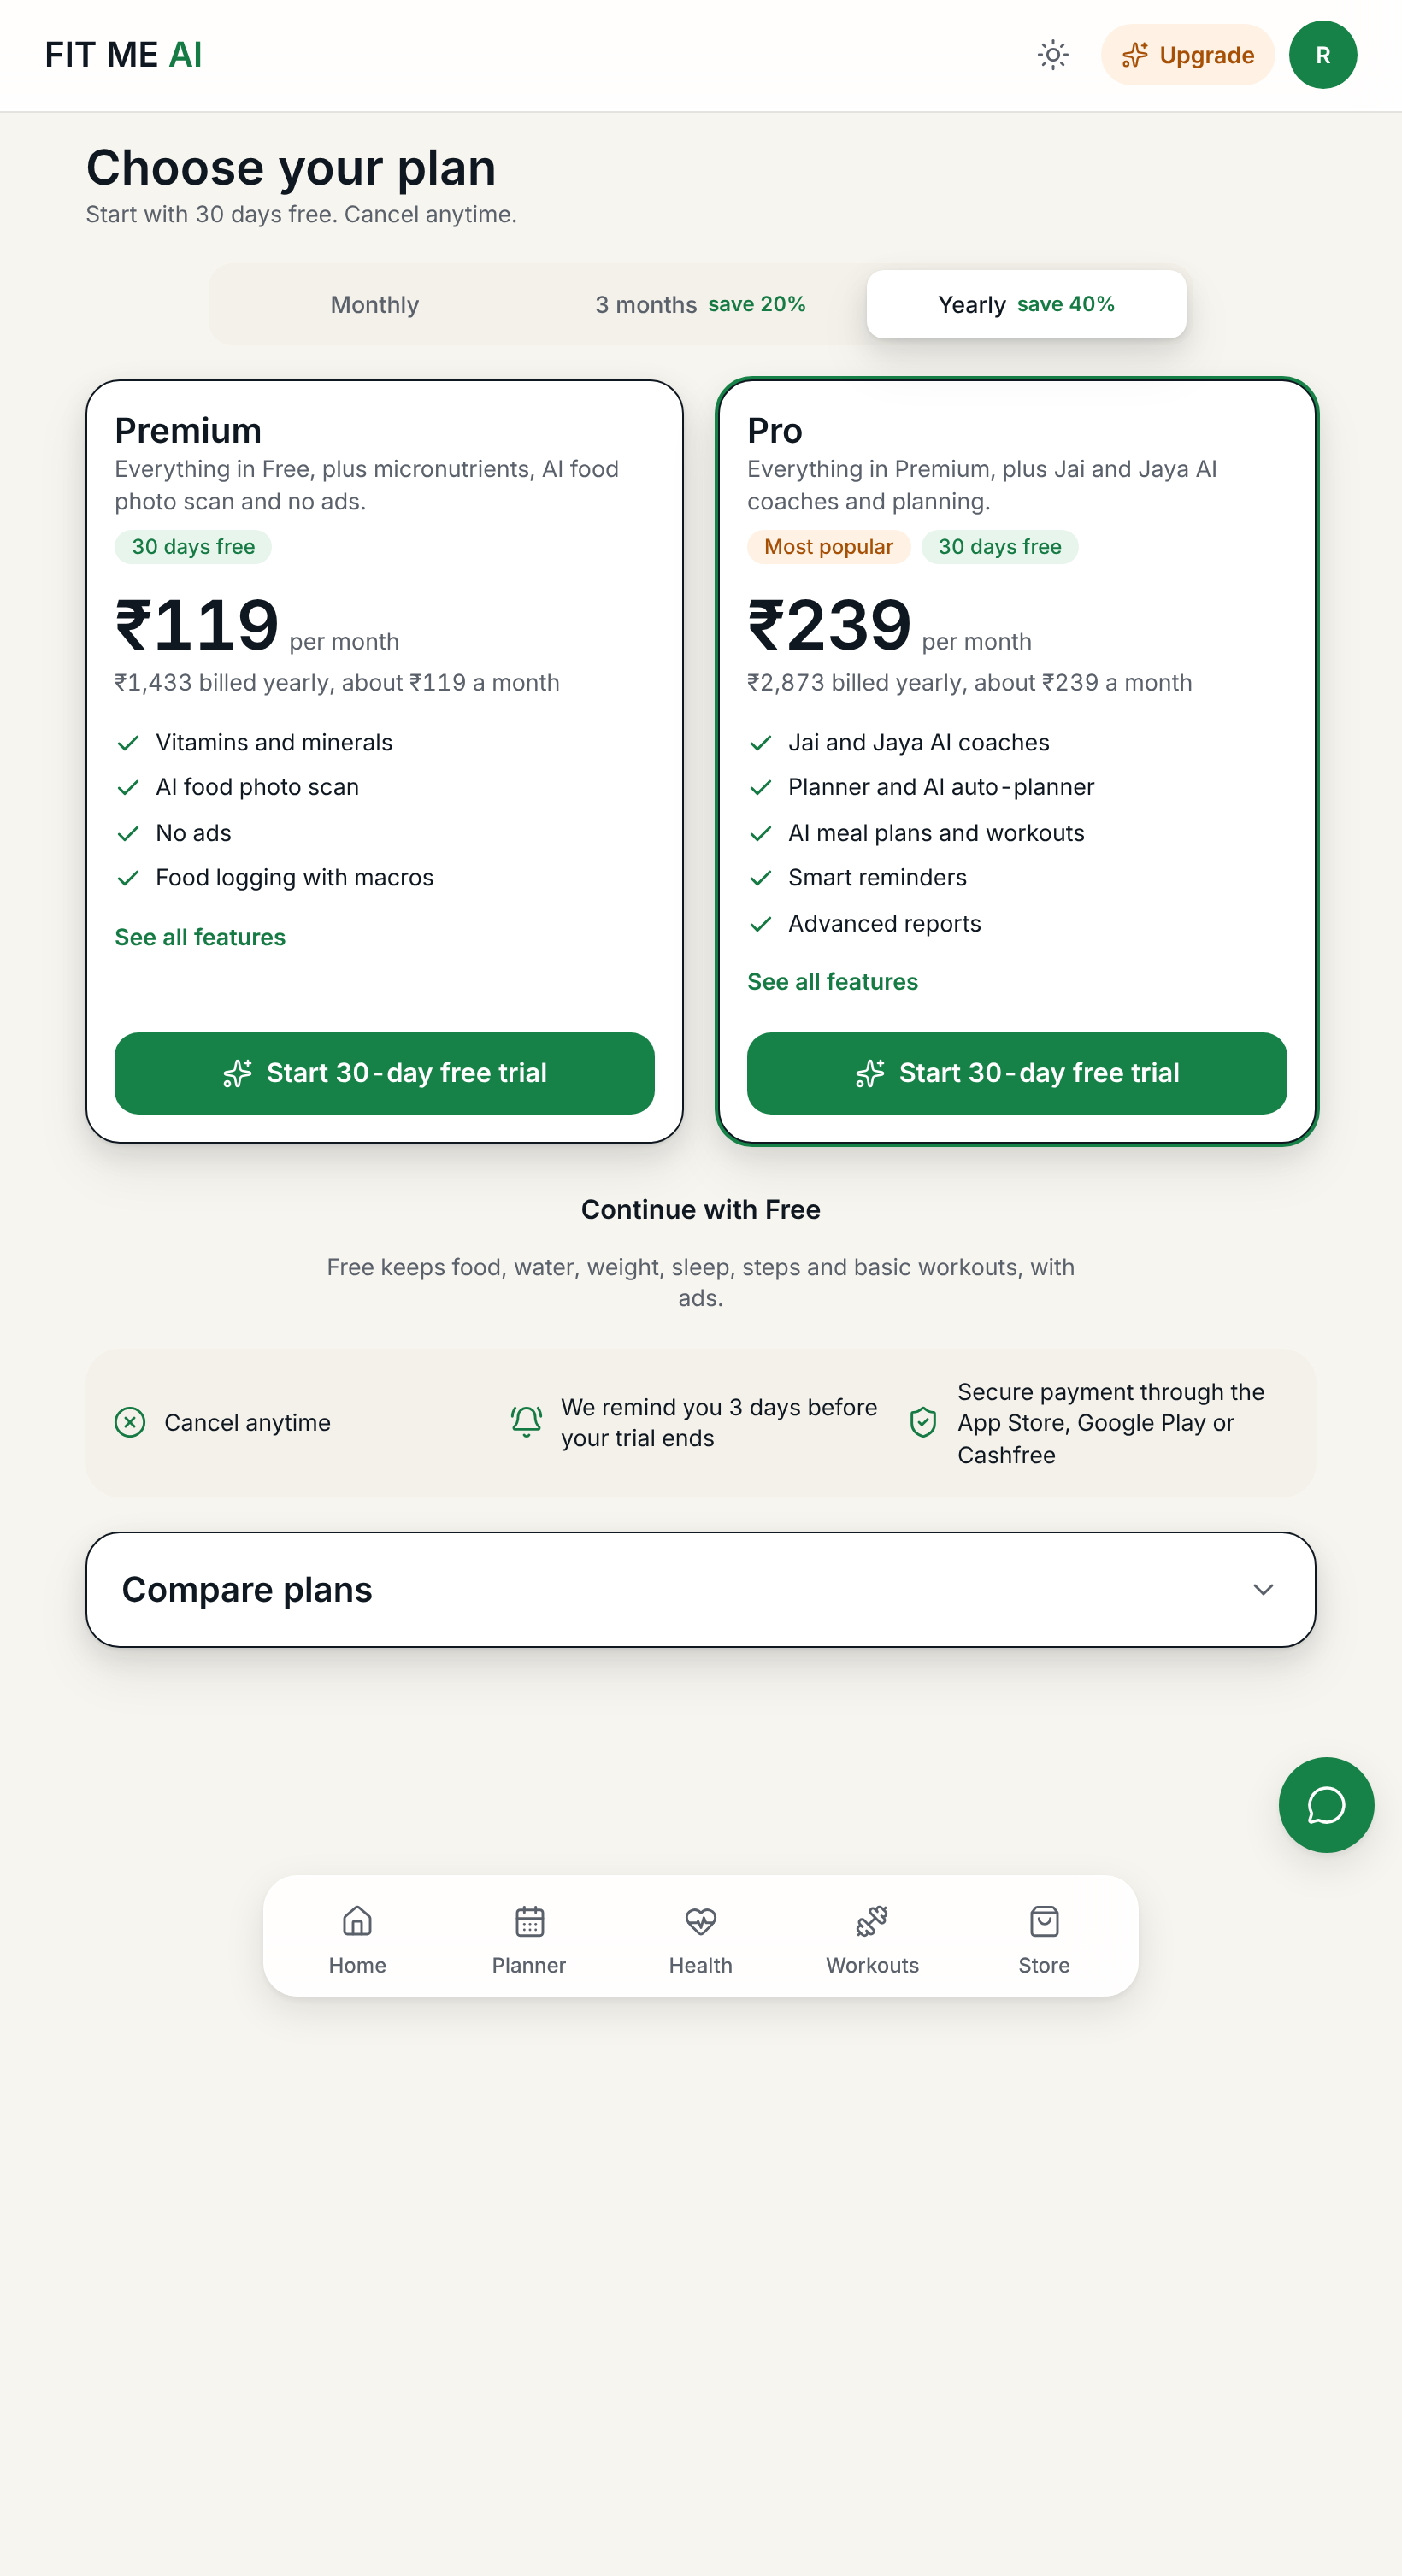 FIT ME AI
Upgrade
R
Choose your plan
Start with 30 days free. Cancel anytime.
Monthly
3 months save 20%
Yearly save 40%
Premium
Everything in Free, plus micronutrients, AI food
photo scan and no ads.
30 days free
₹119 per month
₹1,433 billed yearly, about ₹119 a month
Vitamins and minerals
AI food photo scan
No ads
Food logging with macros
See all features
Start 30-day free trial
Pro
Everything in Premium, plus Jai and Jaya AI
coaches and planning.
Most popular
30 days free
₹239 per month
₹2,873 billed yearly, about ₹239 a month
Jai and Jaya AI coaches
Planner and AI auto-planner
AI meal plans and workouts
Smart reminders
Advanced reports
See all features
Start 30-day free trial
Continue with Free
Free keeps food, water, weight, sleep, steps and basic workouts, with
ads.
Cancel anytime
We remind you 3 days before
your trial ends
Secure payment through the
App Store, Google Play or
Cashfree
Compare plans
Home
Planner
Health
Workouts
Store